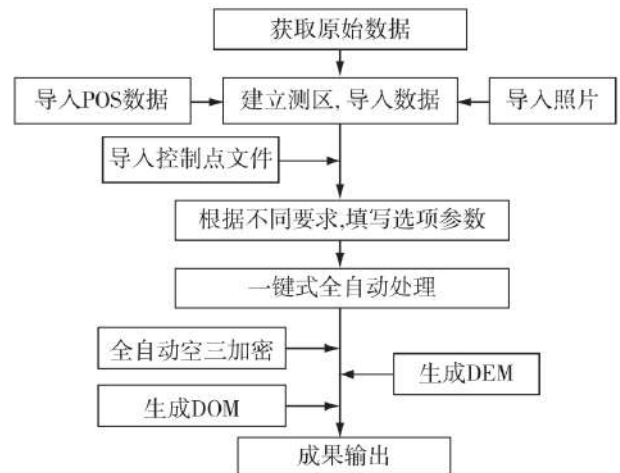 获取原始数据
导入POS数据
建立测区,导入数据
导入照片
导入控制点文件
根据不同要求,填写选项参数
一键式全自动处理
全自动空三加密
生成DEM
生成DOM
成果输出